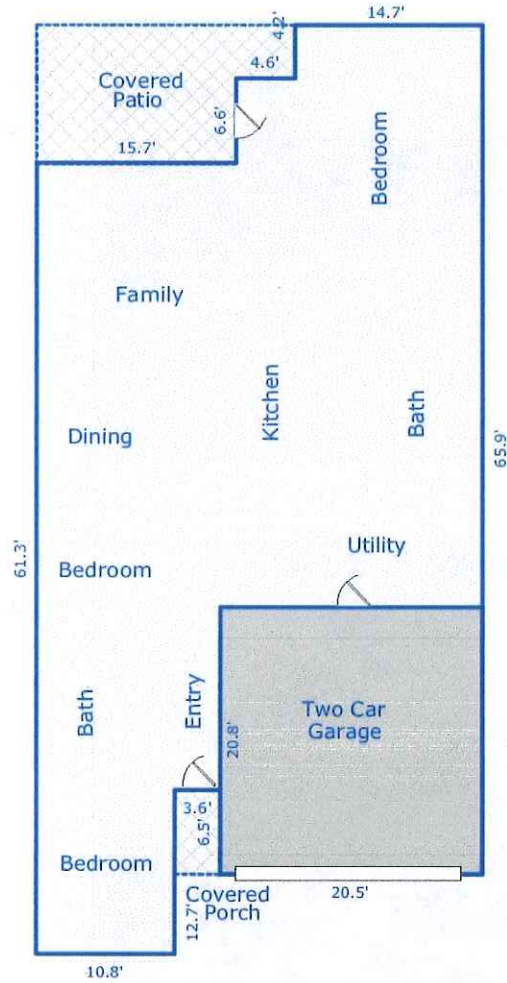 14.7'
4.2'
4.6'
Covered
Patio
6.6'
15.7'
Bedroom
Family
Kitchen
Bath
Dining
65.9'
61.3'
Utility
Bedroom
Bath
Entry
20.8'
Two Car
Garage
3.6'
6.5'
Bedroom
12.7'
Covered
Porch
20.5'
10.8'